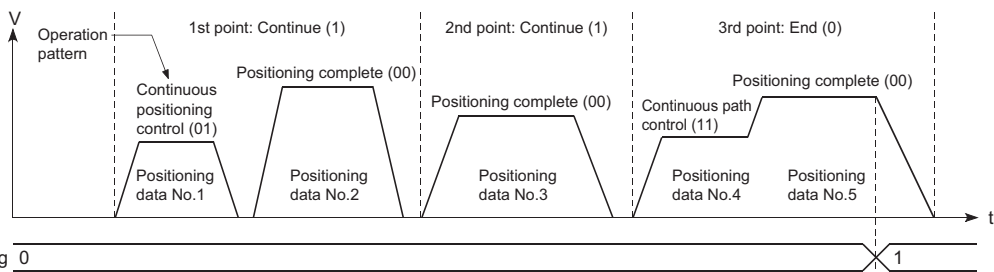 V
Operation
pattern
1st point: Continue (1)
2nd point: Continue (1)
3rd point: End (0)
Continuous
positioning
control (01)
Positioning complete (00)
Positioning complete (00)
Continuous path
control (11)
Positioning complete (00)
Positioning
data No.1
Positioning
data No.2
Positioning
data No.3
Positioning
data No.4
Positioning
data No.5
t
g 0
1